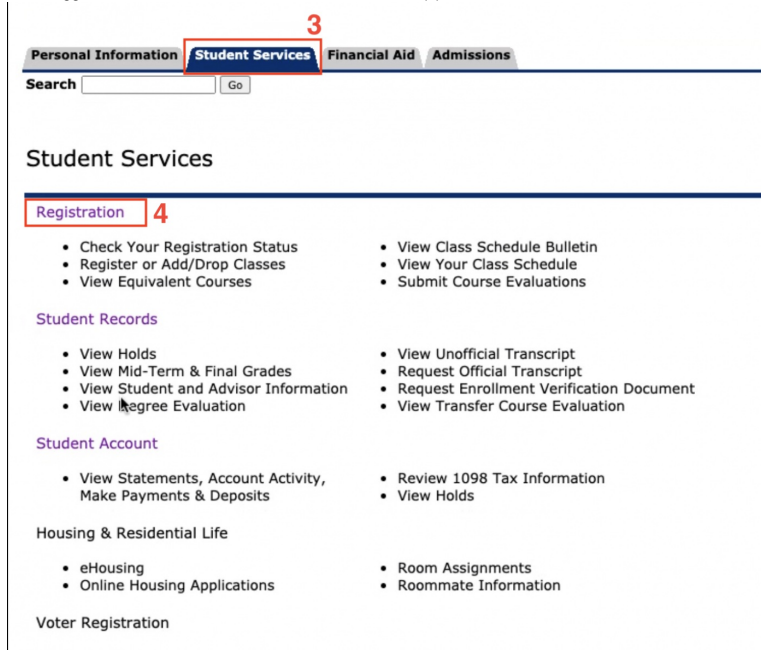 3
Personal Information Student Services Financial Aid Admissions
Search Go
Student Services
Registration 4
• Check Your Registration Status
• Register or Add/Drop Classes
• View Equivalent Courses
• View Class Schedule Bulletin
• View Your Class Schedule
• Submit Course Evaluations
Student Records
• View Holds
• View Mid-Term & Final Grades
• View Student and Advisor Information
• View Degree Evaluation
• View Unofficial Transcript
• Request Official Transcript
• Request Enrollment Verification Document
• View Transfer Course Evaluation
Student Account
• View Statements, Account Activity,
Make Payments & Deposits
• Review 1098 Tax Information
• View Holds
Housing & Residential Life
• eHousing
• Online Housing Applications
• Room Assignments
• Roommate Information
Voter Registration